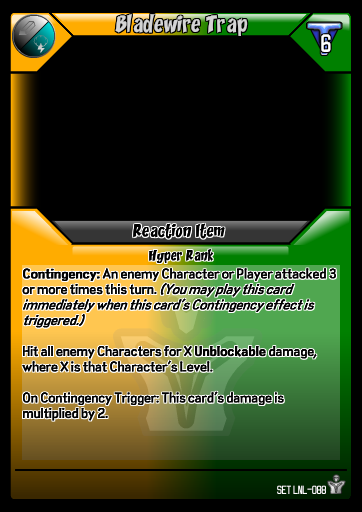 Bladewire Trap
6
Reaction Item
Hyper Rank
Contingency: An enemy Character or Player attacked 3
or more times this turn. (You may play this card
immediately when this card's Contingency effect is
triggered.)
Hit all enemy Characters for X Unblockable damage,
where X is that Character's Level.
On Contingency Trigger: This card's damage is
multiplied by 2.
SET LNL-088